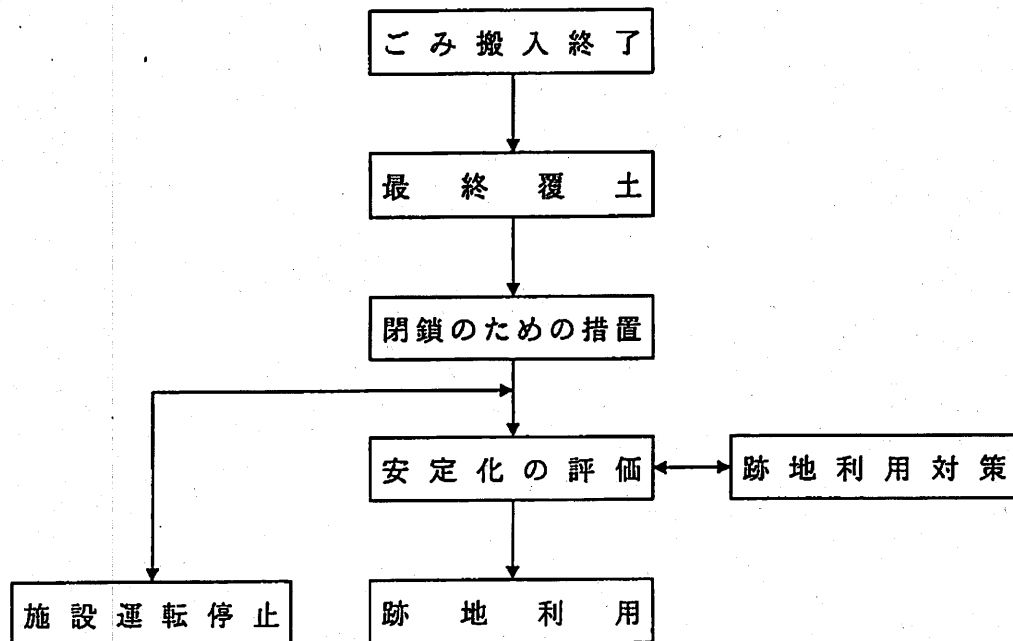 ごみ搬入終了
最終覆土
閉鎖のための措置
安定化の評価
跡地利用対策
施設運転停止
跡地利用